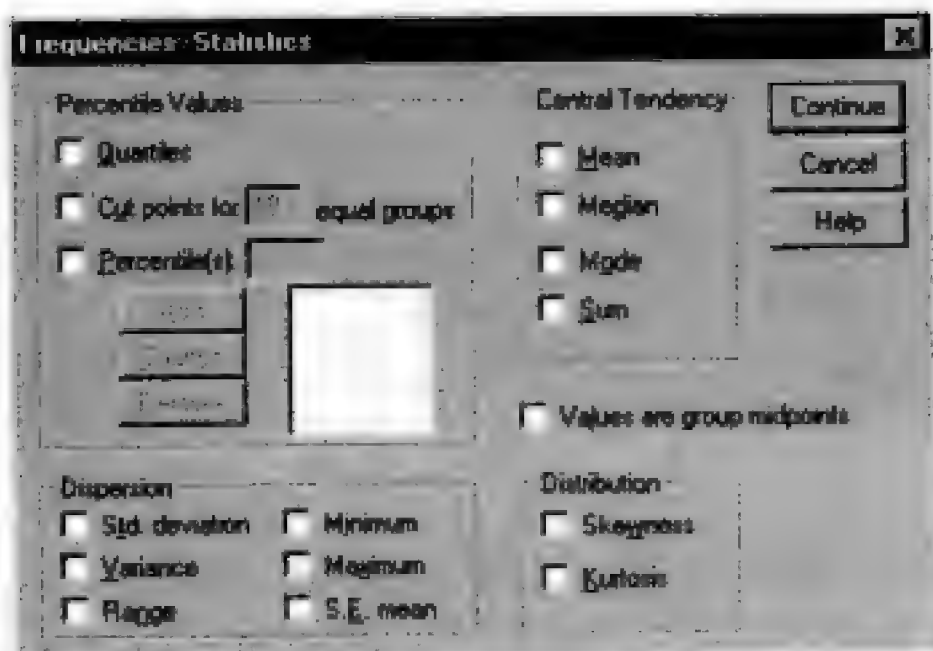 Frequencies: Statistics
Percentile Values
Quartiles
Cut points for 10 equal groups
Percentile(s):
Central Tendency
Mean
Median
Mode
Sum
Continue
Cancel
Help
Values are group midpoints
Dispersion
Std. deviation
Variance
Range
Minimum
Maximum
S.E. mean
Distribution
Skewness
Kurtosis